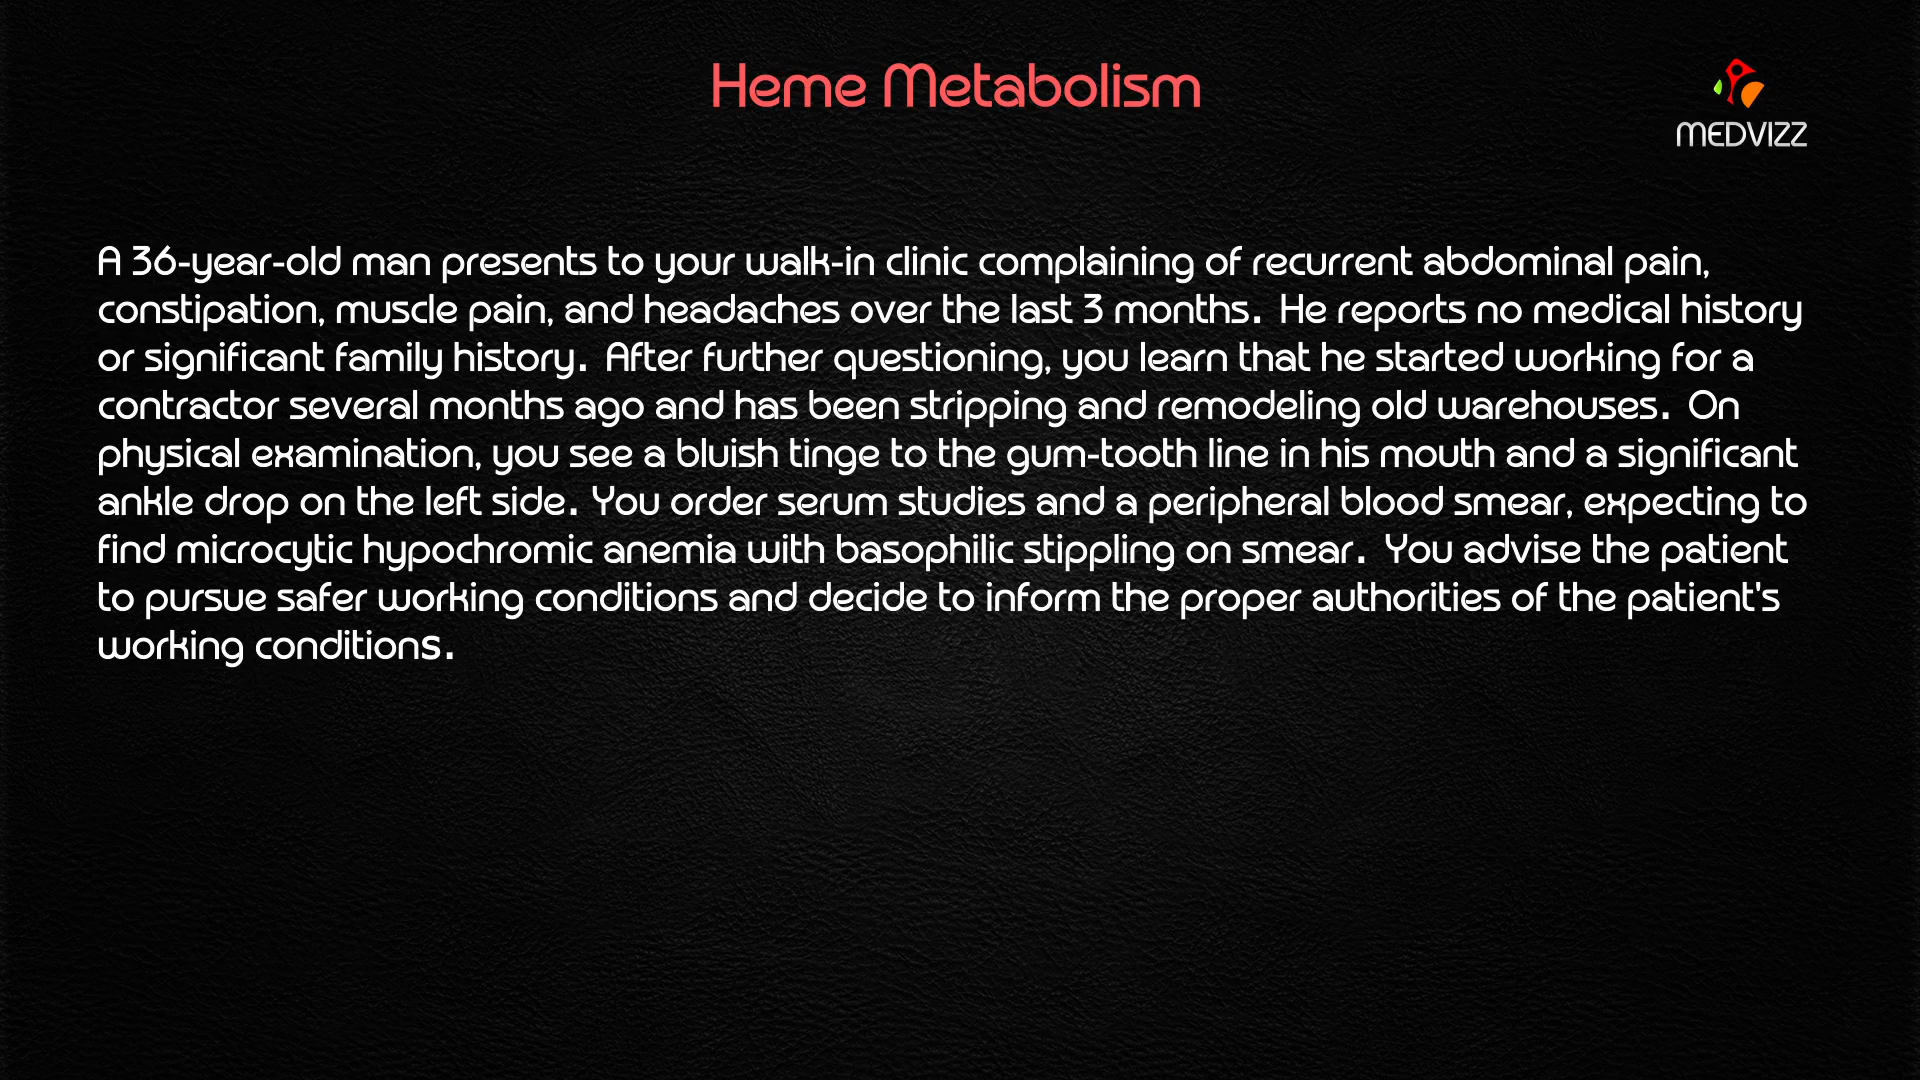 Heme Metabolism
MEDVIZZ
A 36-year-old man presents to your walk-in clinic complaining of recurrent abdominal pain,
constipation, muscle pain, and headaches over the last 3 months. He reports no medical history
or significant family history. After further questioning, you learn that he started working for a
contractor several months ago and has been stripping and remodeling old warehouses. On
physical examination, you see a bluish tinge to the gum-tooth line in his mouth and a significant
ankle drop on the left side. You order serum studies and a peripheral blood smear, expecting to
find microcytic hypochromic anemia with basophilic stippling on smear. You advise the patient
to pursue safer working conditions and decide to inform the proper authorities of the patient's
working conditions.